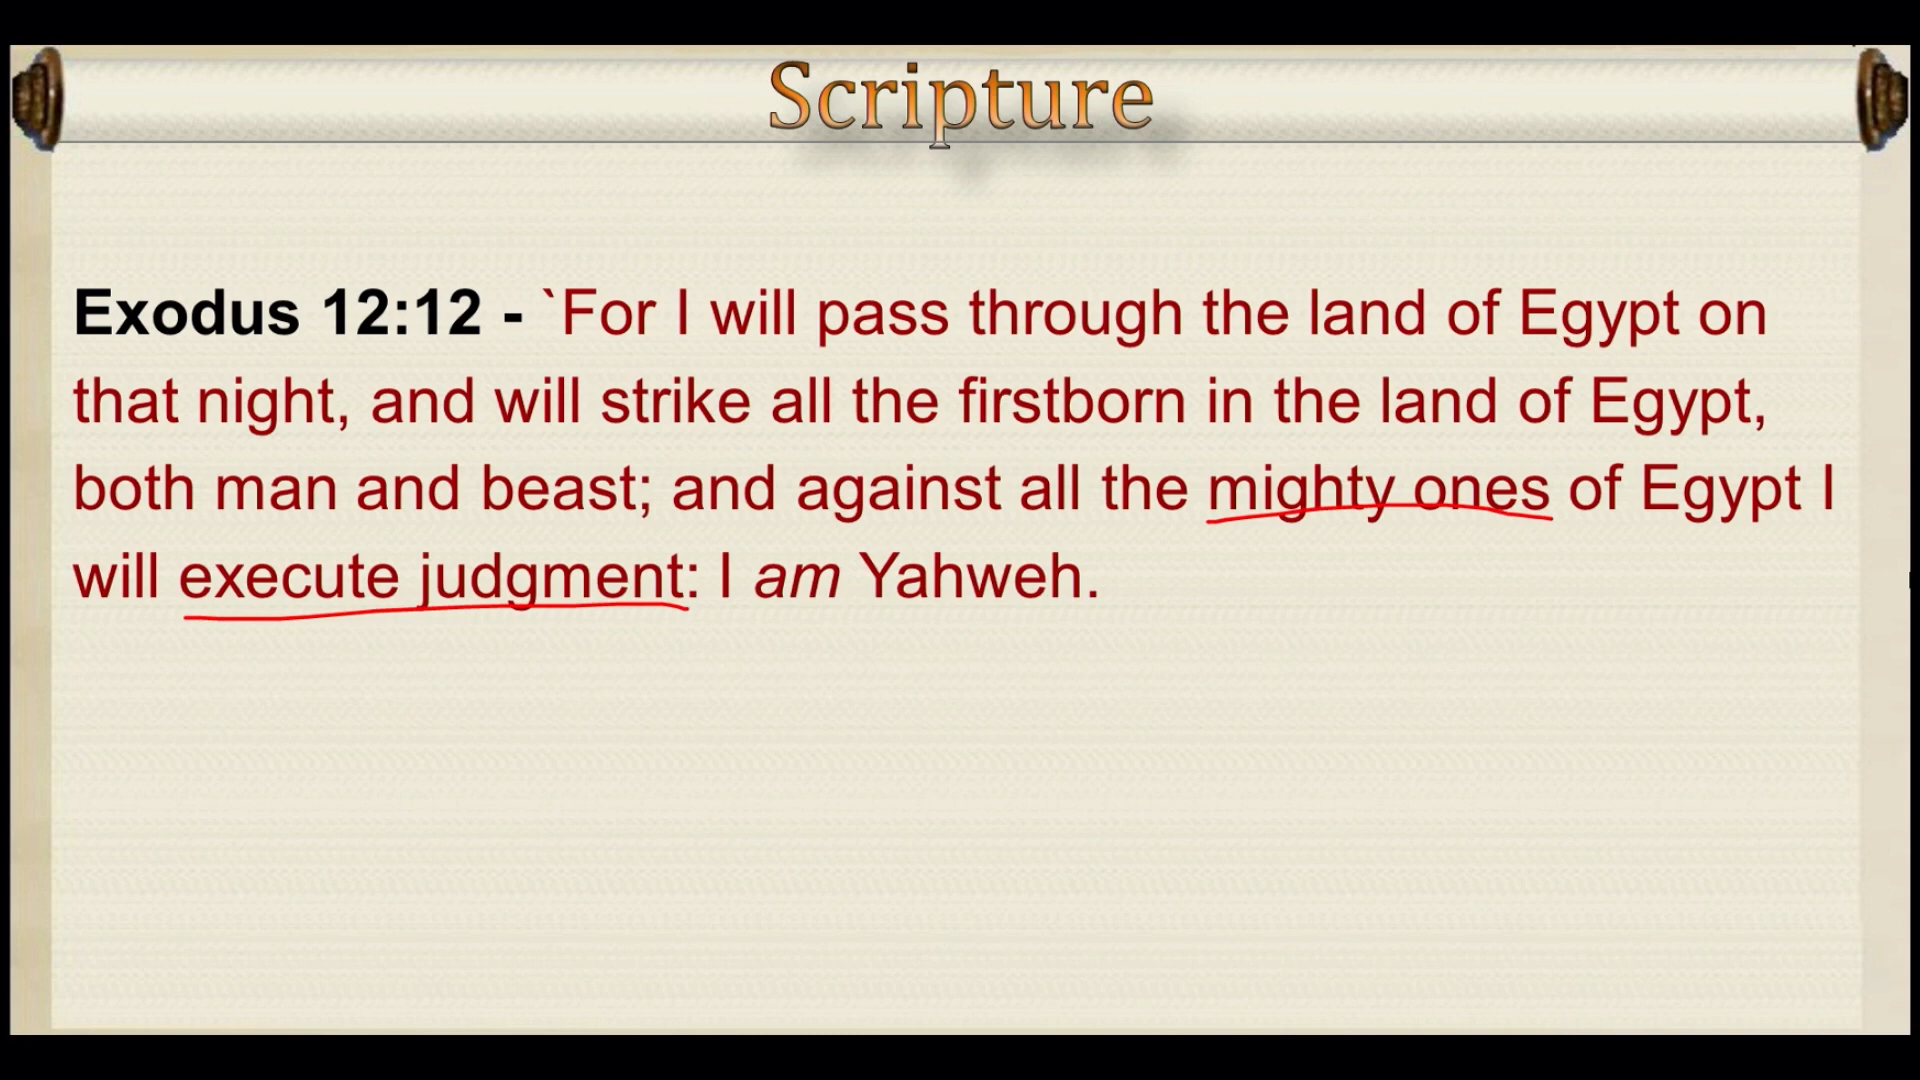 Scripture
Exodus 12:12 - `For I will pass through the land of Egypt on
that night, and will strike all the firstborn in the land of Egypt,
both man and beast; and against all the mighty ones of Egypt I
will execute judgment: I am Yahweh.